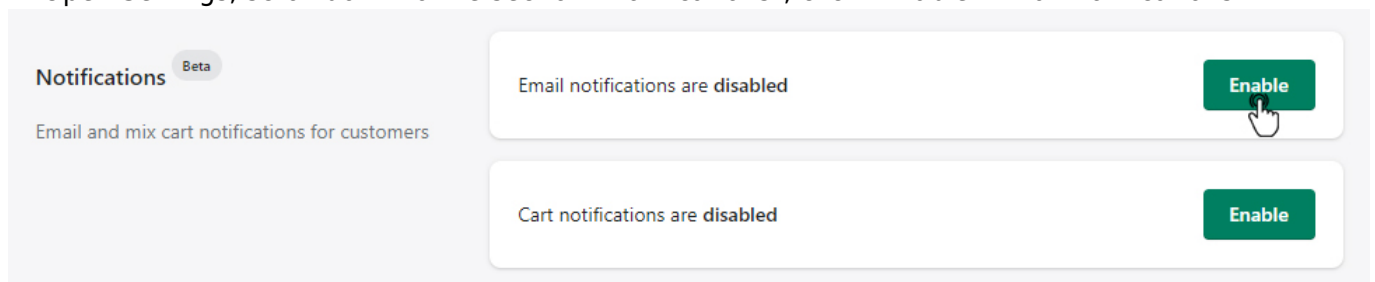 Notifications Beta
Email and mix cart notifications for customers
Email notifications are disabled
Enable
Cart notifications are disabled
Enable